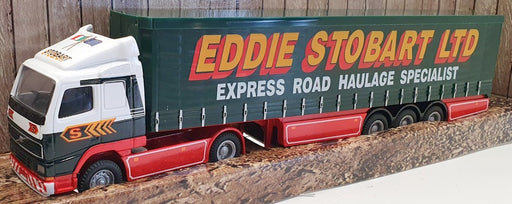 EDDIE STOBART LTD
EXPRESS ROAD HAULAGE SPECIALIST
S